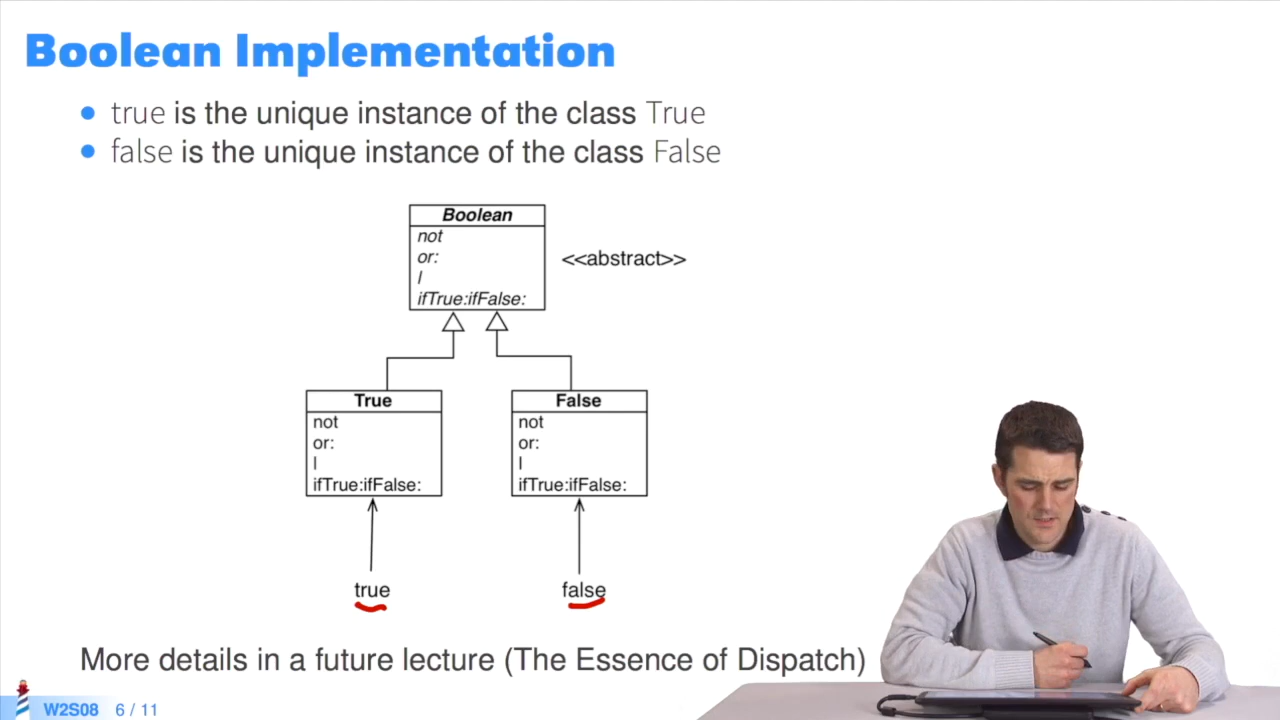 Boolean Implementation
true is the unique instance of the class True
false is the unique instance of the class False
Boolean
not
or:
|
ifTrue:ifFalse:
<<abstract>>
True
not
or:
|
ifTrue:ifFalse:
False
not
or:
|
ifTrue:ifFalse:
true
false
More details in a future lecture (The Essence of Dispatch)
W2S08 6 / 11